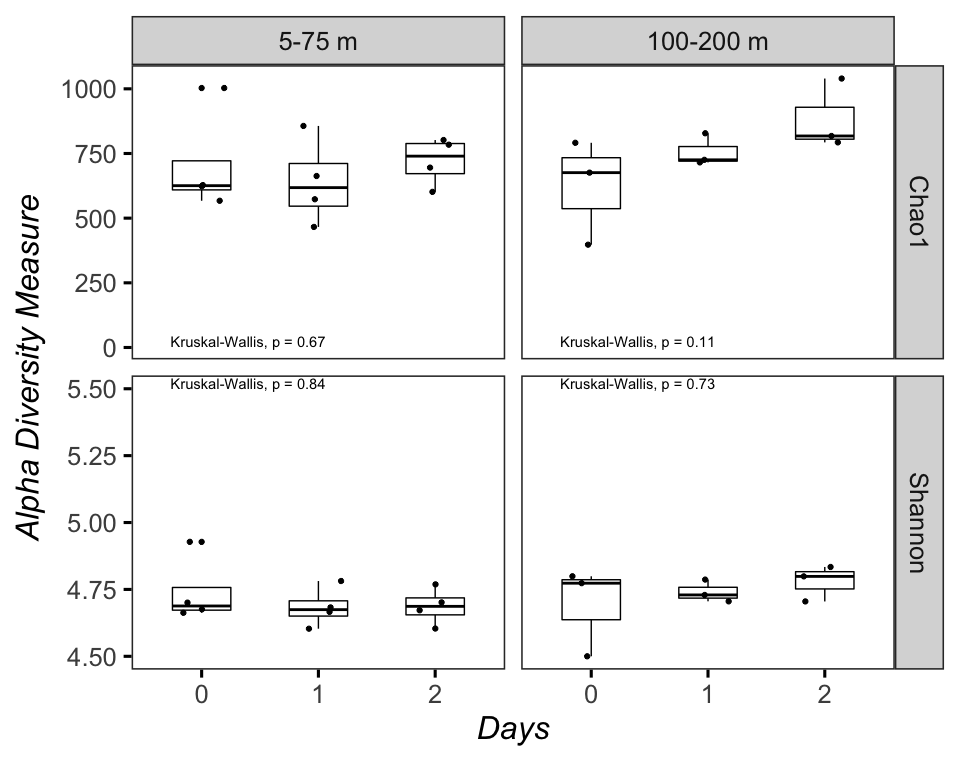 5-75 m
100-200 m
Alpha Diversity Measure
1000
750
500
250
0
Kruskal-Wallis, p = 0.67
Kruskal-Wallis, p = 0.11
Chao1
5.50
5.25
5.00
4.75
4.50
Kruskal-Wallis, p = 0.84
Kruskal-Wallis, p = 0.73
Shannon
0 1 2 0 1 2
Days